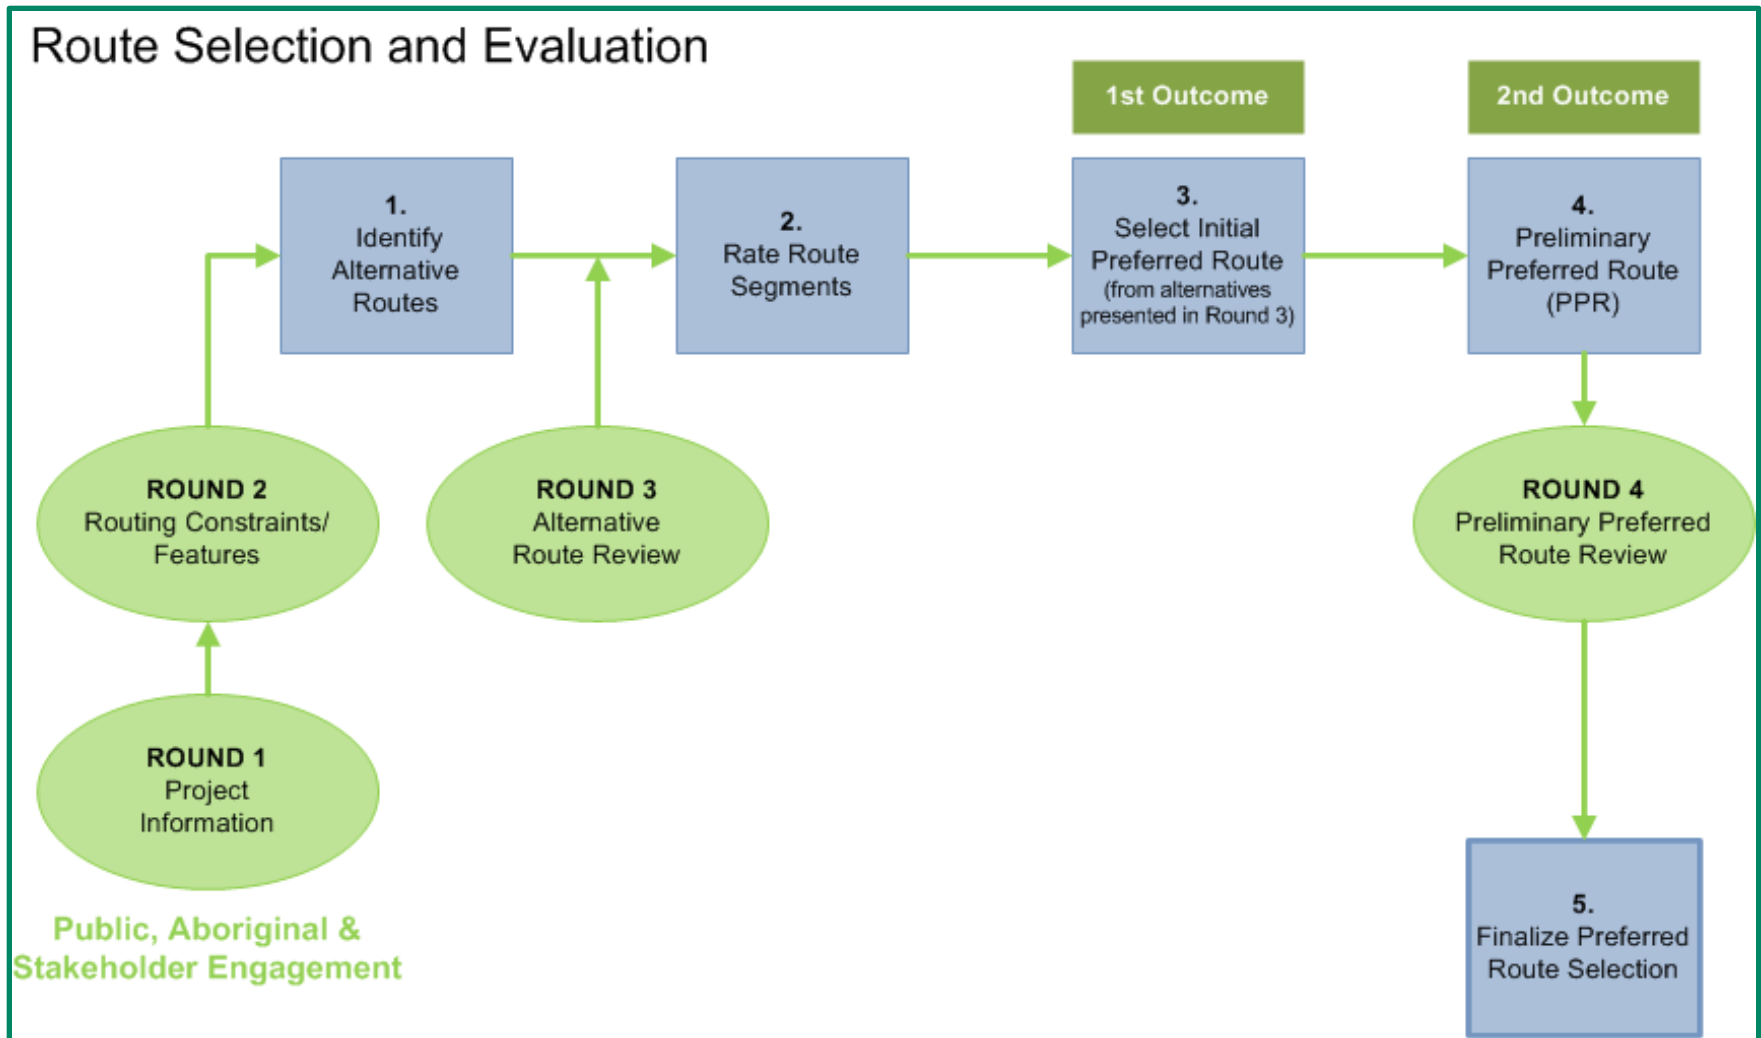 Route Selection and Evaluation
1st Outcome
2nd Outcome
1.
Identify
Alternative
Routes
2.
Rate Route
Segments
3.
Select Initial
Preferred Route
(from alternatives
presented in Round 3)
4.
Preliminary
Preferred Route
(PPR)
ROUND 2
Routing Constraints/
Features
ROUND 3
Alternative
Route Review
ROUND 4
Preliminary Preferred
Route Review
ROUND 1
Project
Information
Public, Aboriginal &
Stakeholder Engagement
5.
Finalize Preferred
Route Selection